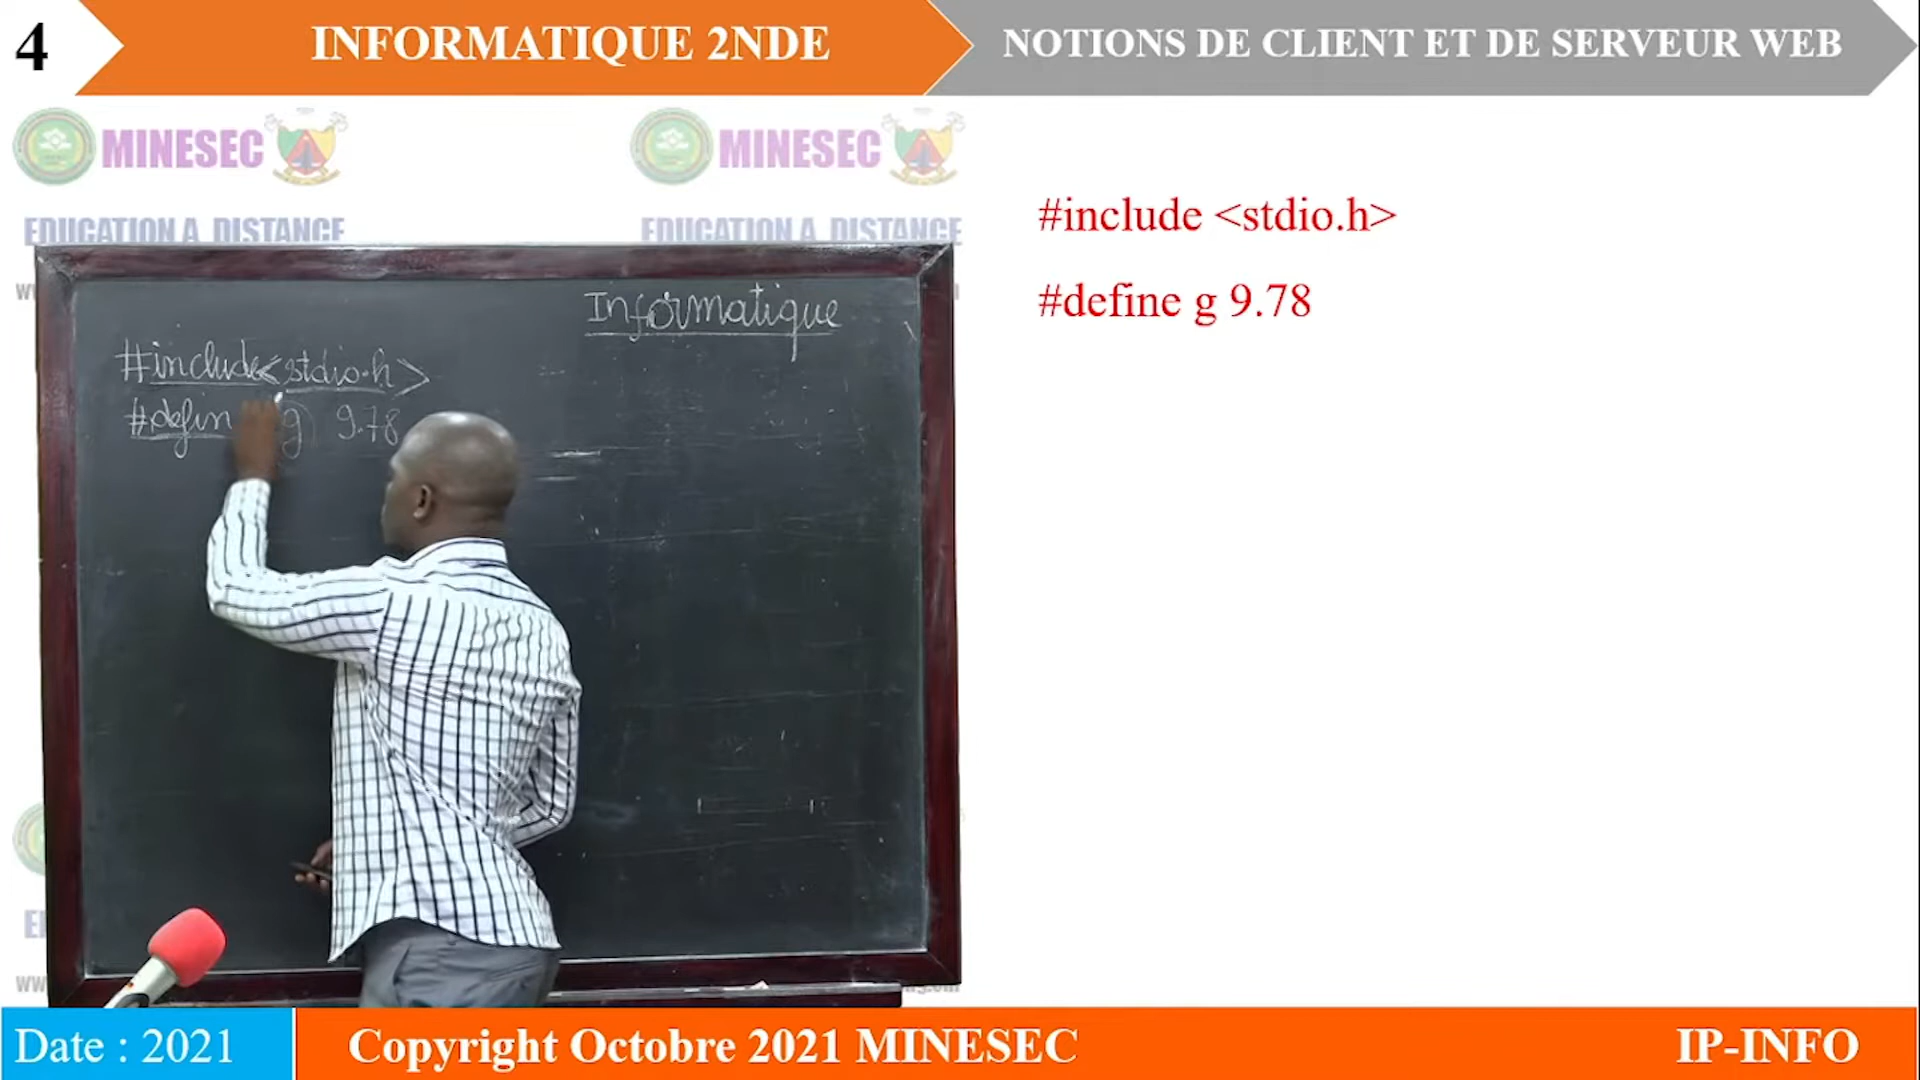 4
INFORMATIQUE 2NDE
NOTIONS DE CLIENT ET DE SERVEUR WEB
MINESEC
MINESEC
EDUCATION A DISTANCE
EDUCATION A DISTANCE
#include <stdio.h>
#define g 9.78
Informatique
#include<stdio.h>
#defin g 9.78
Date : 2021
Copyright Octobre 2021 MINESEC
IP-INFO